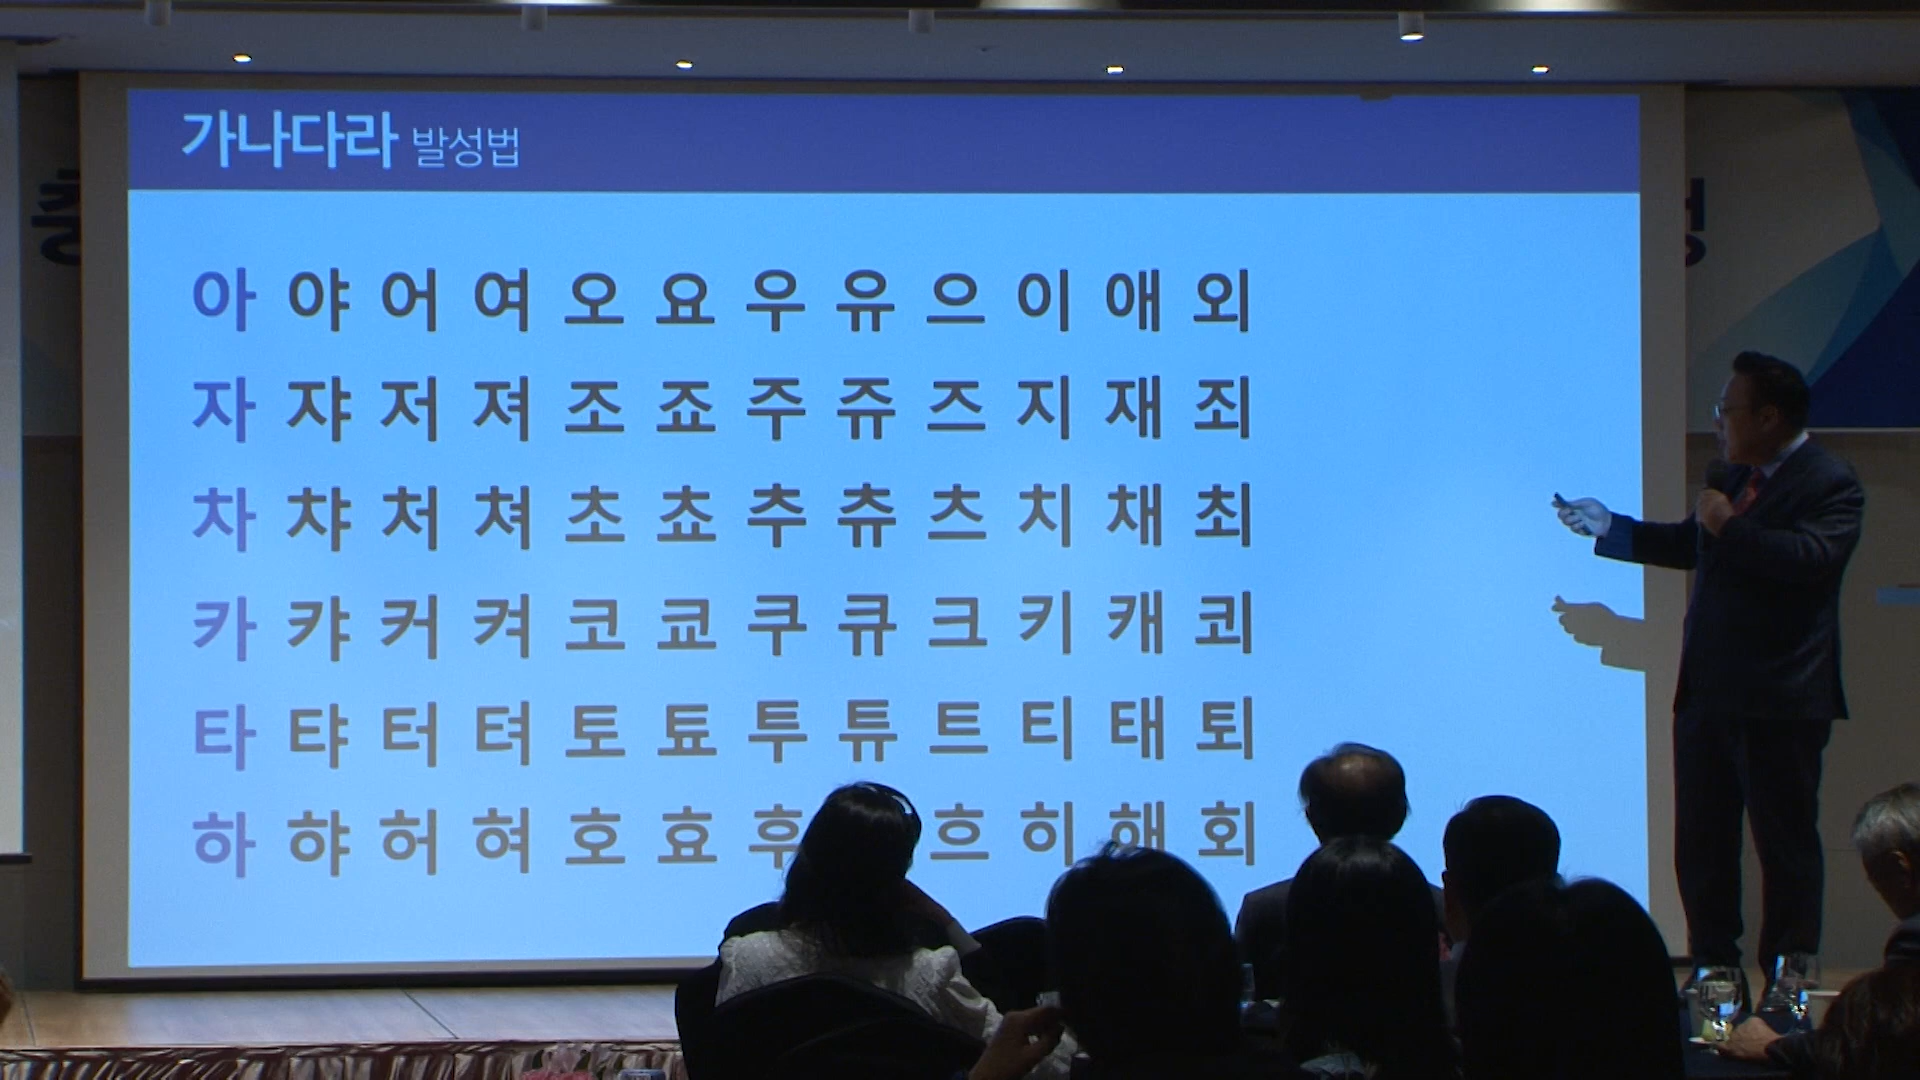 가나다라 발성법
아 야 어 여 오 요 우 유 으 이 애 외
자 쟈 저 져 조 죠 주 쥬 즈 지 재 죄
차 챠 처 쳐 초 쵸 추 츄 츠 치 채 최
카 캬 커 켜 코 쿄 쿠 큐 크 키 캐 쾨
타 탸 터 텨 토 툐 투 튜 트 티 태 퇴
하 햐 허 혀 호 효 후 흐 히 해 회